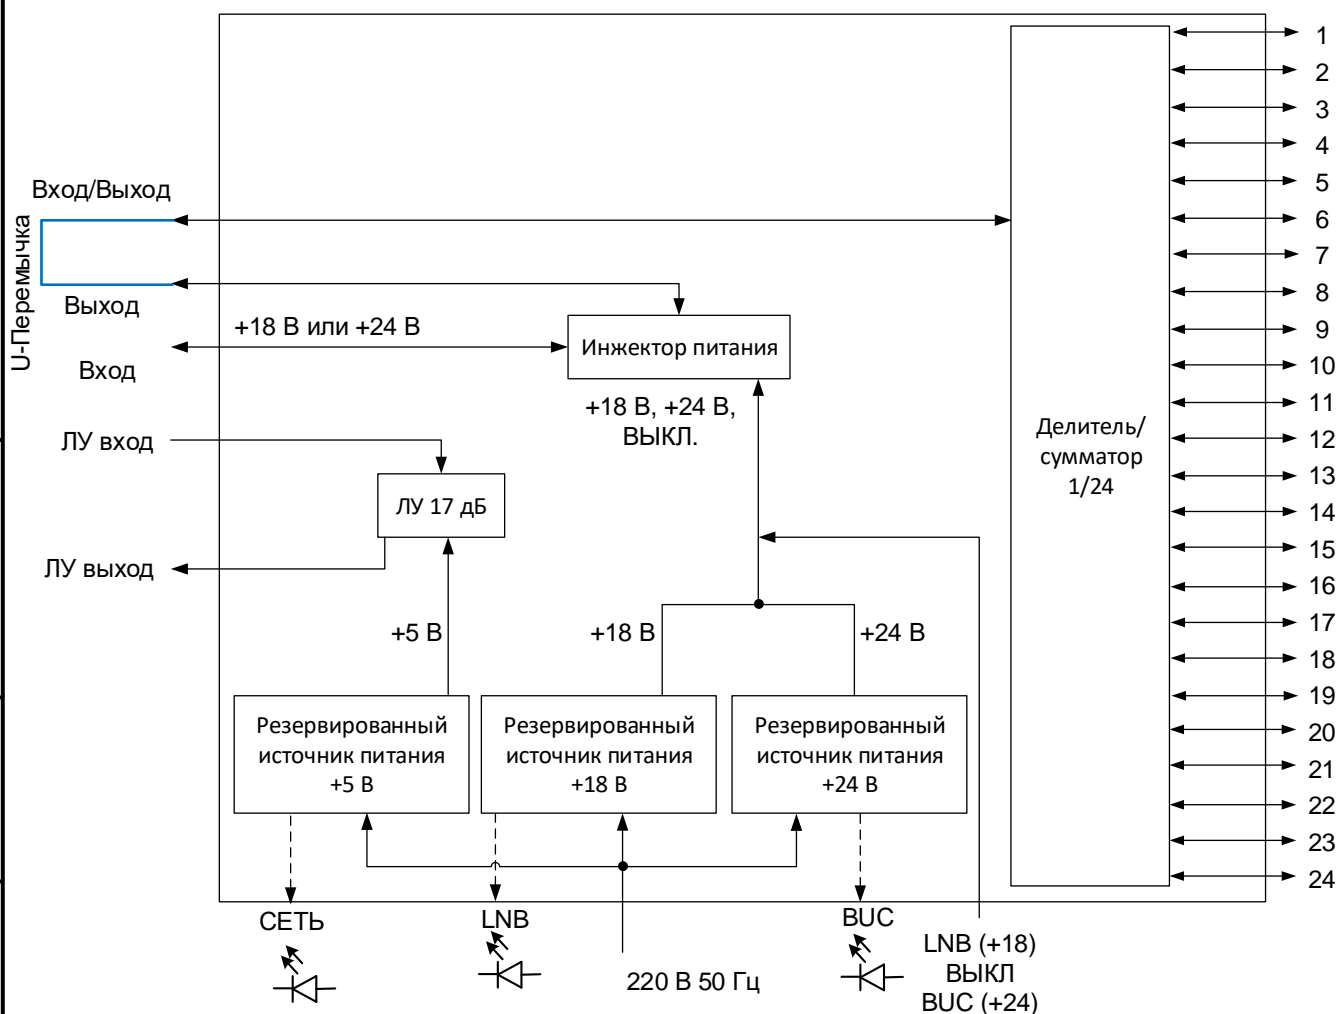 Вход/Выход
U-Перемычка
Выход
+18 В или +24 В
Вход
Инжектор питания
+18 В, +24 В,
ВЫКЛ.
ЛУ вход
ЛУ 17 дБ
ЛУ выход
+5 В
+18 В
+24 В
Резервированный
источник питания
+5 В
Резервированный
источник питания
+18 В
Резервированный
источник питания
+24 В
СЕТЬ
LNB
BUC
220 В 50 Гц
LNB (+18)
ВЫКЛ
BUC (+24)
Делитель/
сумматор
1/24
1
2
3
4
5
6
7
8
9
10
11
12
13
14
15
16
17
18
19
20
21
22
23
24